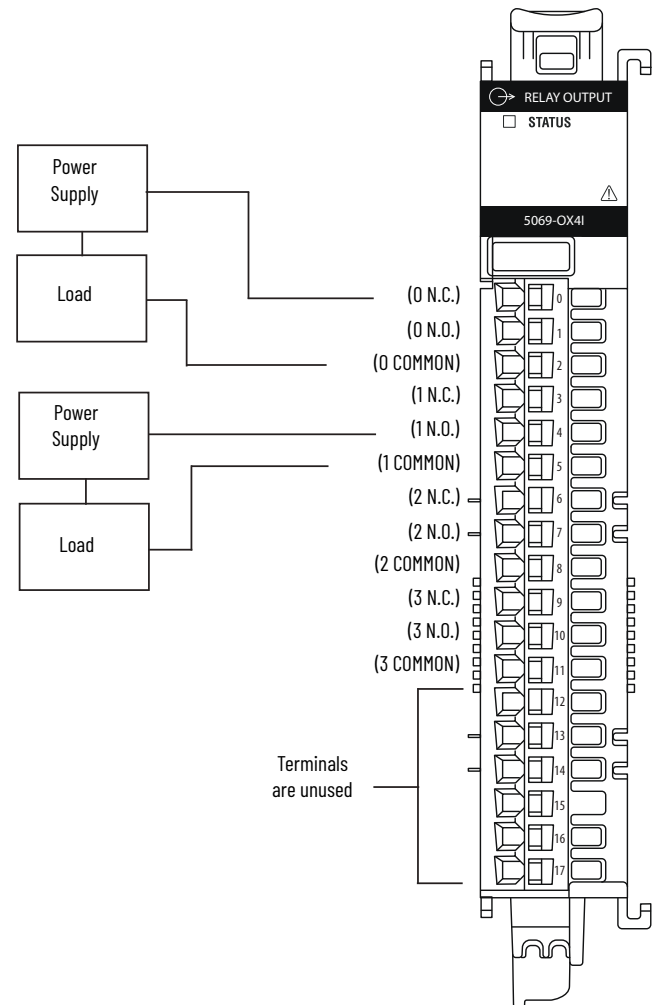 RELAY OUTPUT
STATUS
5069-OX4I
Power
Supply
Load
Power
Supply
Load
(0 N.C.)
(0 N.O.)
(0 COMMON)
(1 N.C.)
(1 N.O.)
(1 COMMON)
(2 N.C.)
(2 N.O.)
(2 COMMON)
(3 N.C.)
(3 N.O.)
(3 COMMON)
Terminals
are unused
0
1
2
3
4
5
6
7
8
9
10
11
12
13
14
15
16
17